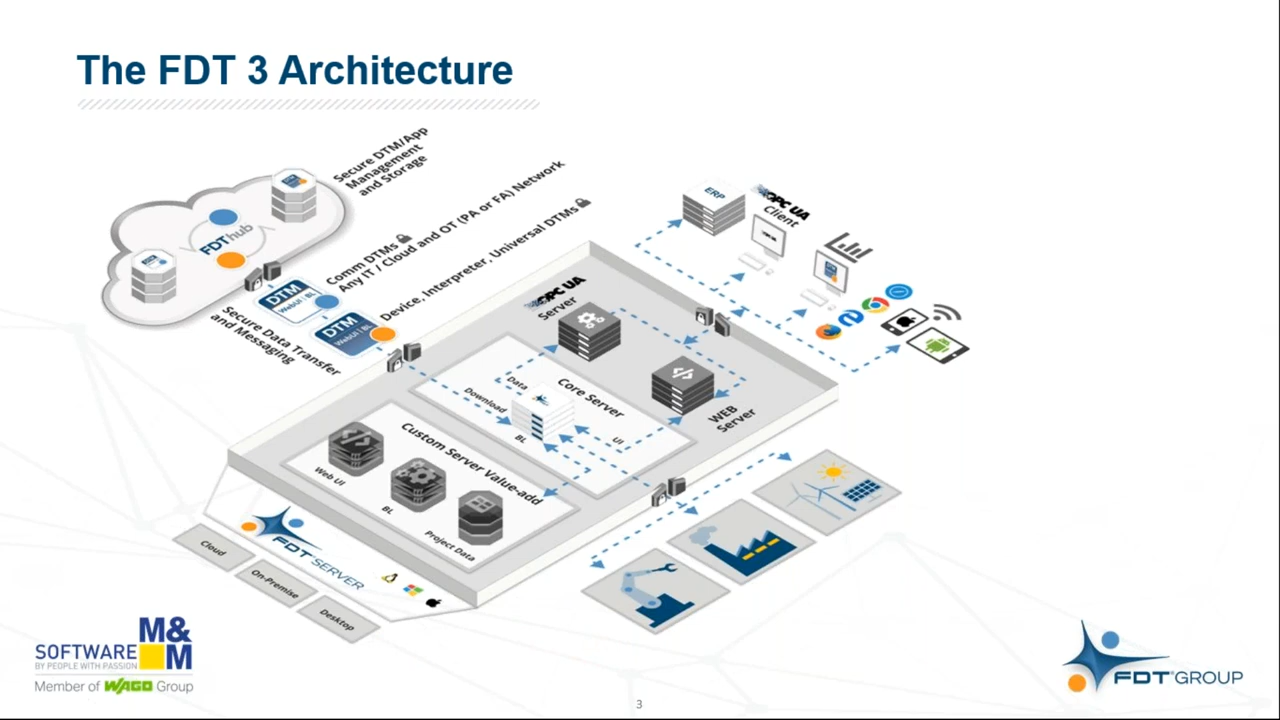 The FDT 3 Architecture
Secure DTM/App
Management
and Storage
FDThub
Comm DTMs
Any IT / Cloud and OT (PA or FA) Network
Device, Interpreter, Universal DTMs
DTM
WebUI / BL
DTM
WebUI / BL
Secure Data Transfer
and Messaging
ERP
OPC UA
Client
OPC UA
Server
Core Server
Data
Download
BL
UI
WEB
Server
Custom Server Value-add
Web UI
BL
Project Data
FDT SERVER
Cloud
On-Premise
Desktop
M&
SOFTWARE M
BY PEOPLE WITH PASSION
Member of WAGO Group
3
FDT® GROUP